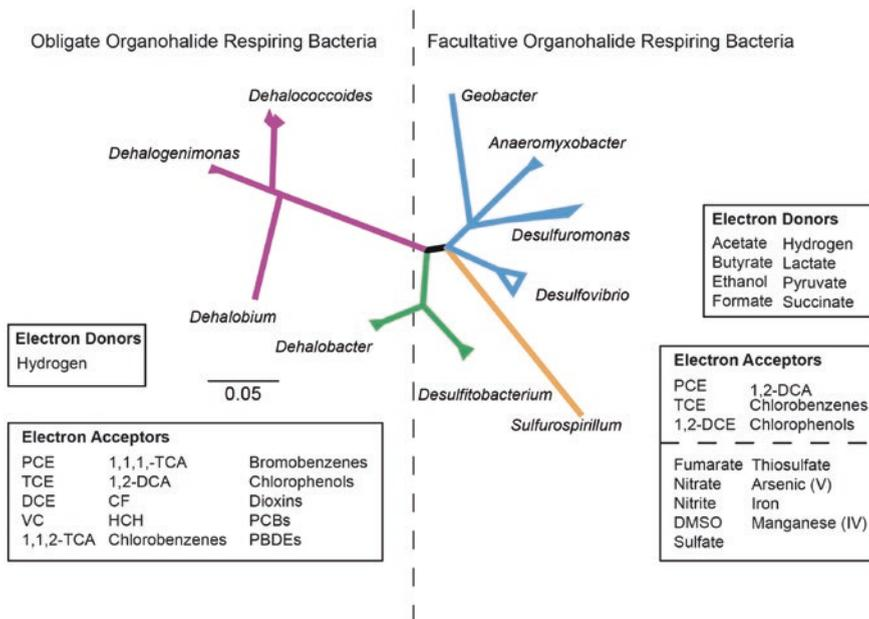 Obligate Organohalide Respiring Bacteria
Facultative Organohalide Respiring Bacteria
Dehalococcoides
Geobacter
Anaeromyxobacter
Dehalogenimonas
Desulfuromonas
Desulfovibrio
Dehalobium
Dehalobacter
Desulfitobacterium
Sulfurospirillum
0.05
Electron Donors
Hydrogen
Electron Acceptors
PCE 1,1,1,-TCA Bromobenzenes
TCE 1,2-DCA Chlorophenols
DCE CF Dioxins
VC HCH PCBs
1,1,2-TCA Chlorobenzenes PBDEs
Electron Donors
Acetate Hydrogen
Butyrate Lactate
Ethanol Pyruvate
Formate Succinate
Electron Acceptors
PCE 1,2-DCA
TCE Chlorobenzenes
1,2-DCE Chlorophenols
Fumarate Thiosulfate
Nitrate Arsenic (V)
Nitrite Iron
DMSO Manganese (IV)
Sulfate